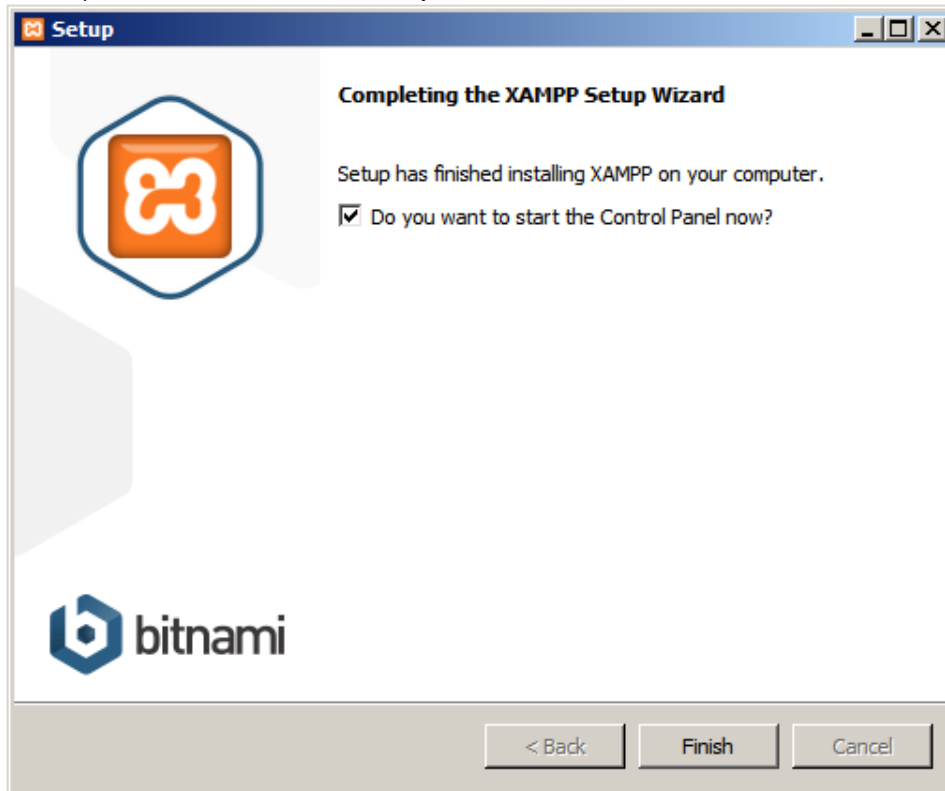 Setup
Completing the XAMPP Setup Wizard
Setup has finished installing XAMPP on your computer.
Do you want to start the Control Panel now?
bitnami
< Back
Finish
Cancel